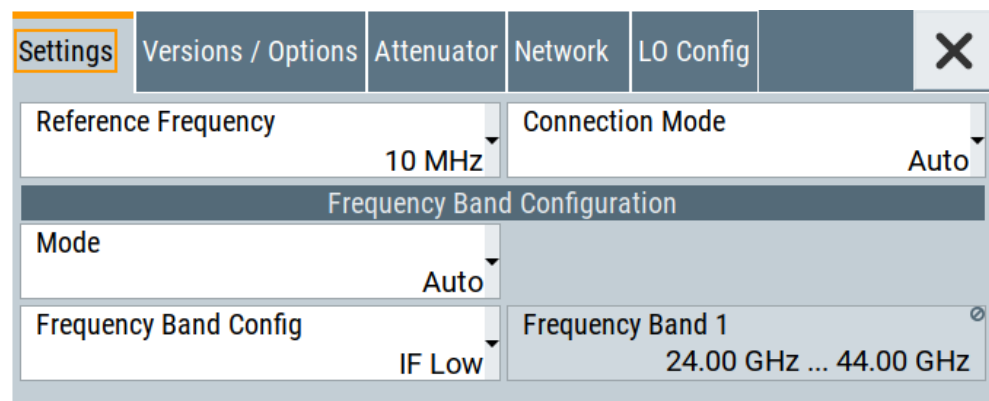 Settings Versions / Options Attenuator Network LO Config
Reference Frequency Connection Mode
10 MHz Auto
Frequency Band Configuration
Mode
Auto
Frequency Band Config Frequency Band 1
IF Low 24.00 GHz ... 44.00 GHz